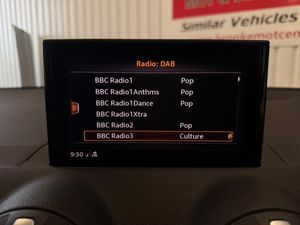 Similar Vehicles
Radio: DAB
BBC Radio1 Pop
BBC Radio1Anthms Pop
BBC Radio1Dance Pop
BBC Radio1Xtra
BBC Radio2 Pop
BBC Radio3 Culture
9:30